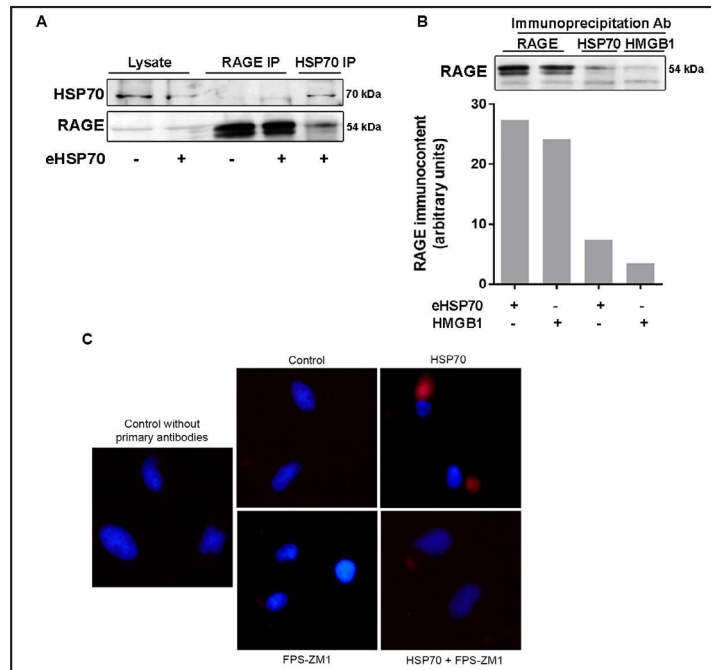 A
Lysate RAGE IP HSP70 IP
HSP70 70 kDa
RAGE 54 kDa
eHSP70 - + - + +
B
Immunoprecipitation Ab
RAGE HSP70 HMGB1
RAGE 54 kDa
30
20
10
0
RAGE immunocontent
(arbitrary units)
eHSP70 + - + -
HMGB1 - + - +
C
Control HSP70
Control without
primary antibodies
FPS-ZM1 HSP70 + FPS-ZM1